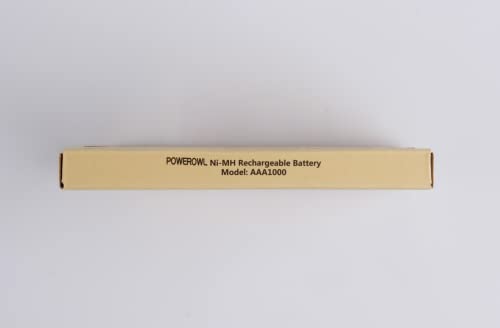 POWEROWL Ni-MH Rechargeable Battery
Model: AAA1000